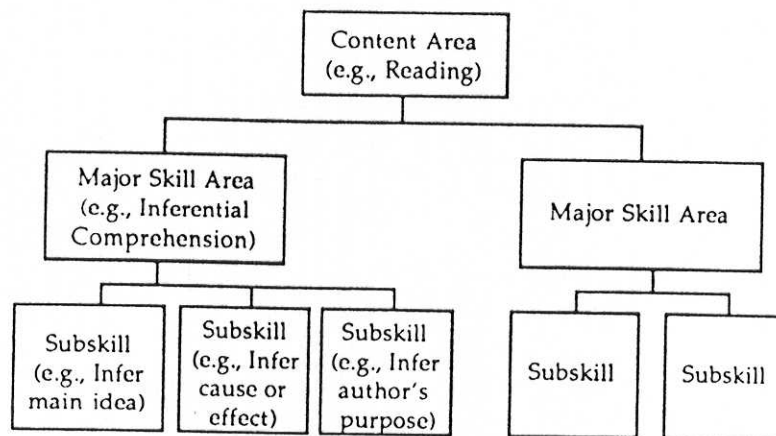 Content Area
(e.g., Reading)
Major Skill Area
(e.g., Inferential
Comprehension)
Major Skill Area
Subskill
(e.g., Infer
main idea)
Subskill
(e.g., Infer
cause or
effect)
Subskill
(e.g., Infer
author's
purpose)
Subskill
Subskill